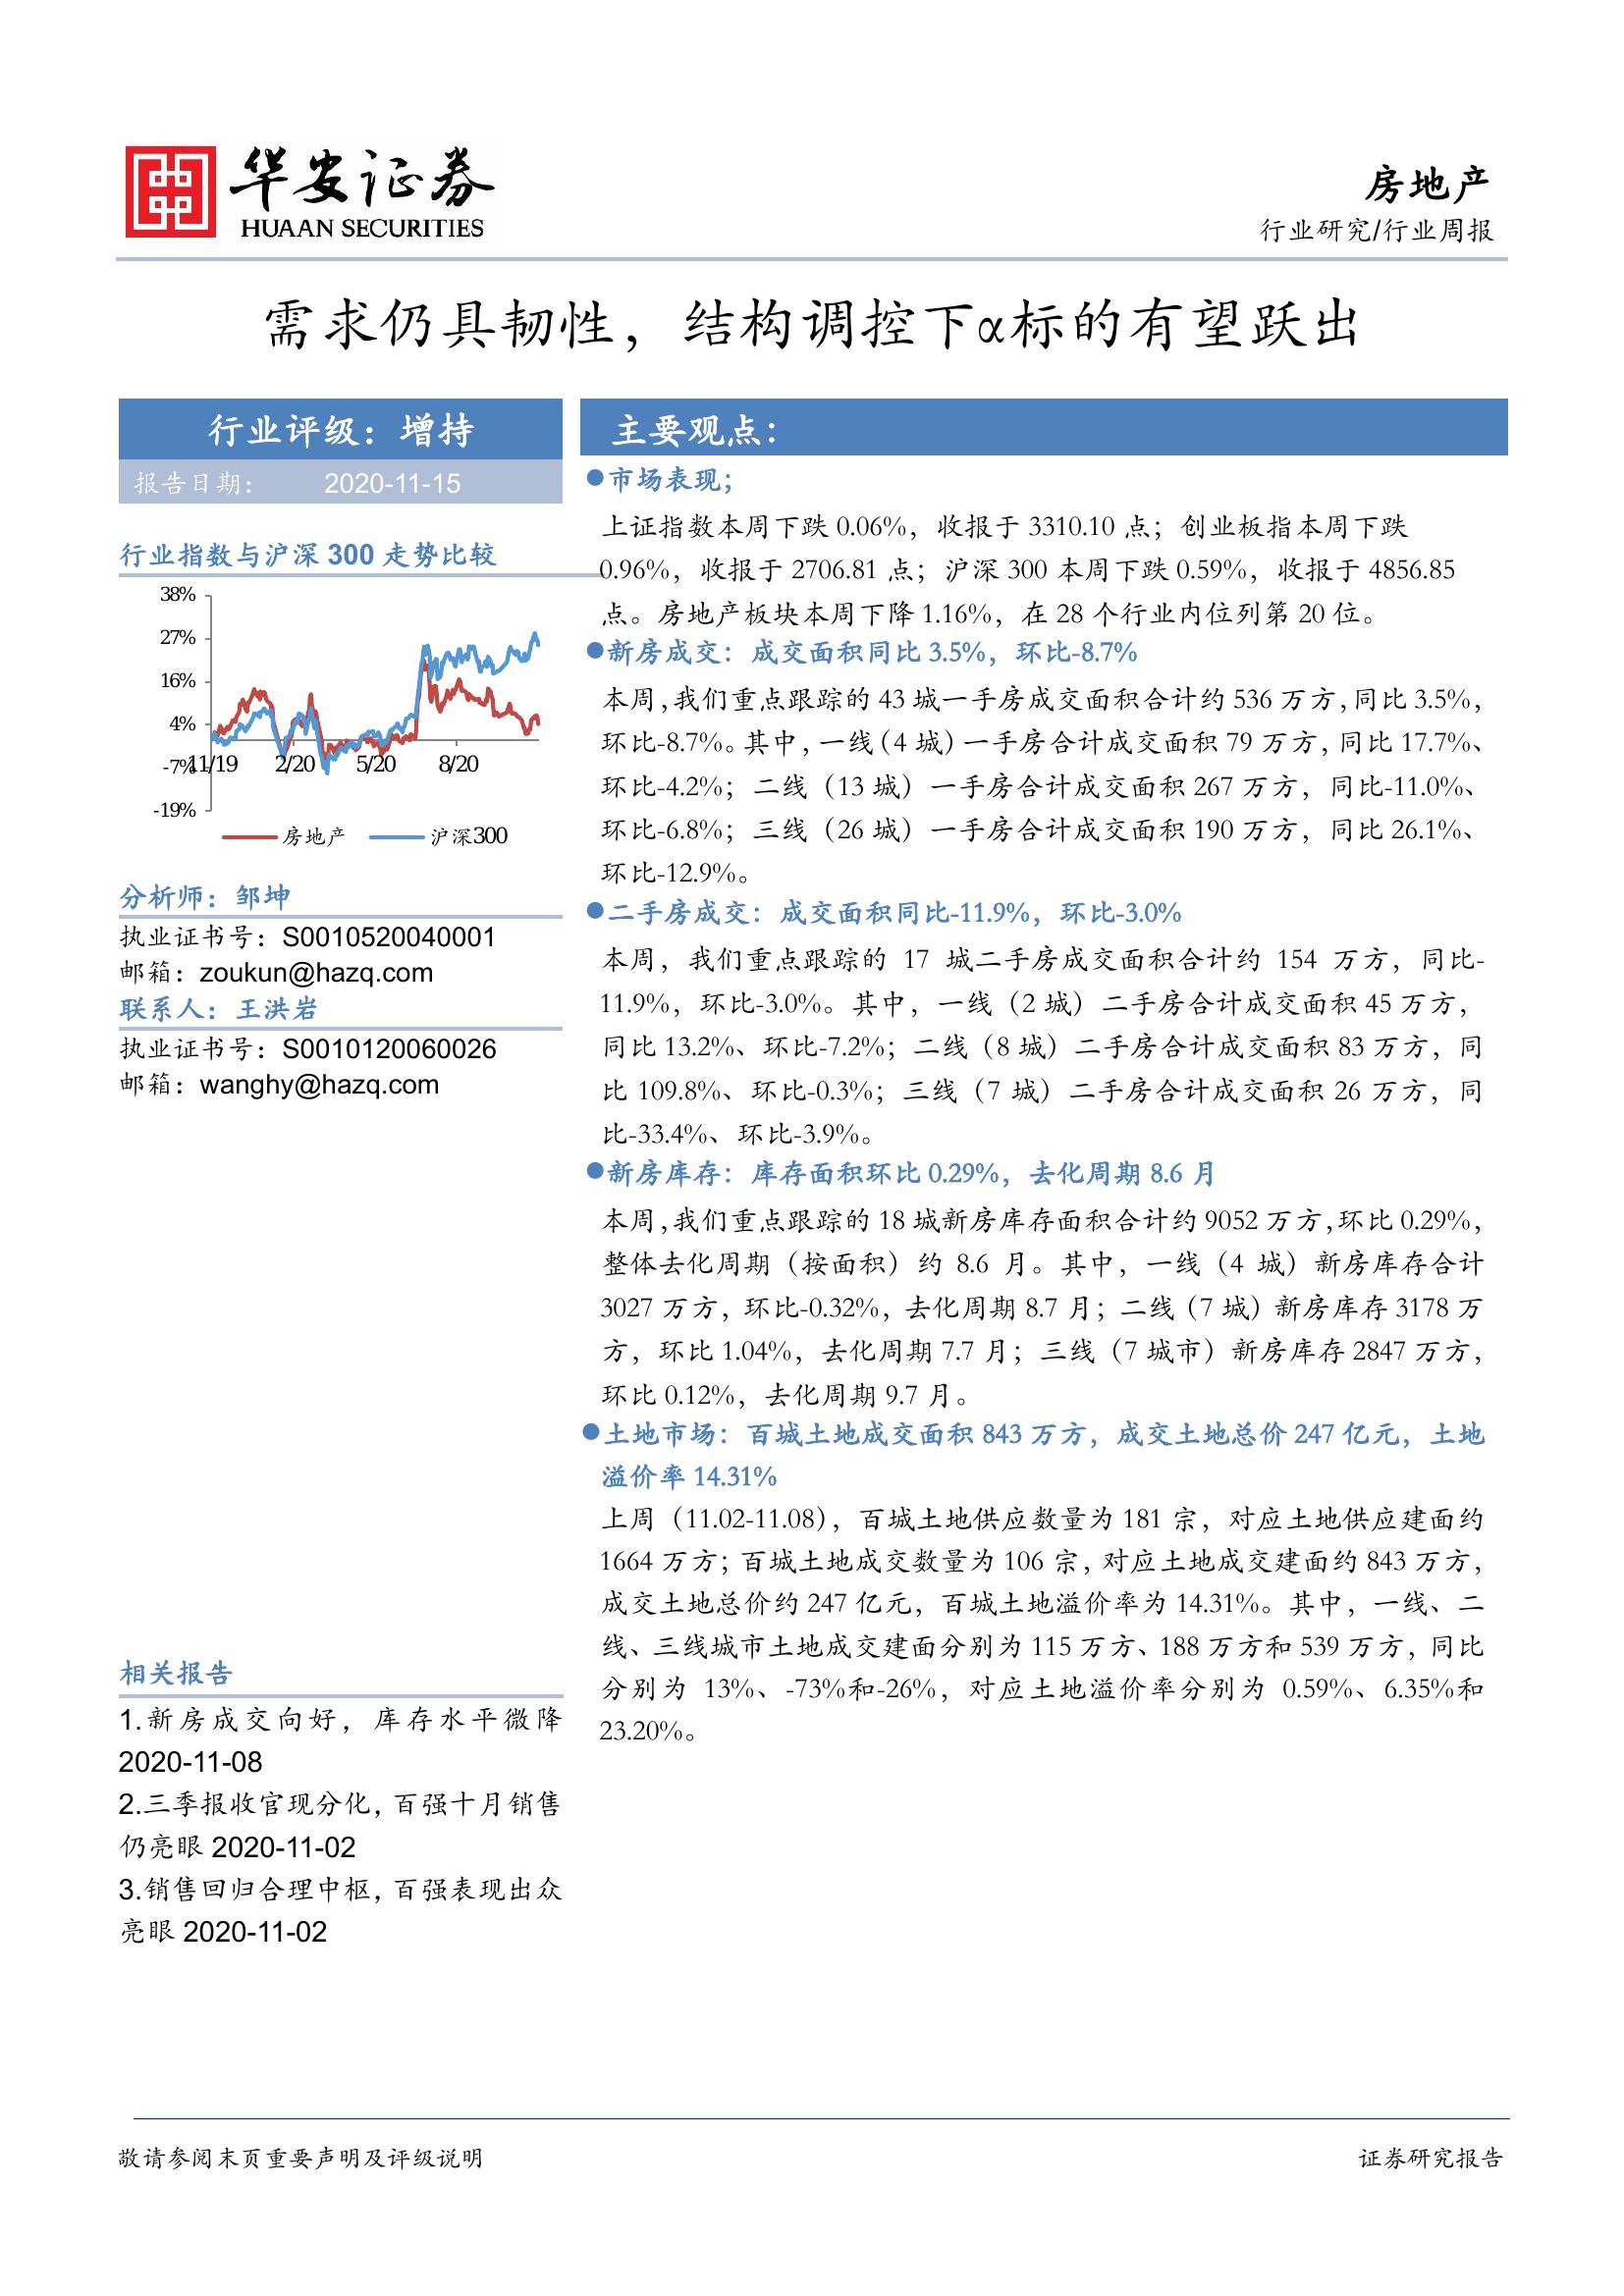 华安证券
HUAAN SECURITIES
房地产
行业研究/行业周报
需求仍具韧性，结构调控下α标的有望跃出
行业评级：增持
报告日期： 2020-11-15
行业指数与沪深 300 走势比较
38%
27%
16%
4%
-7%
-19%
11/19 2/20 5/20 8/20
房地产 沪深300
分析师：邹坤
执业证书号：S0010520040001
邮箱：zoukun@hazq.com
联系人：王洪岩
执业证书号：S0010120060026
邮箱：wanghy@hazq.com
相关报告
1.新房成交向好，库存水平微降
2020-11-08
2.三季报收官现分化，百强十月销售
仍亮眼 2020-11-02
3.销售回归合理中枢，百强表现出众
亮眼 2020-11-02
主要观点：
●市场表现；
上证指数本周下跌 0.06%，收报于 3310.10 点；创业板指本周下跌
0.96%，收报于 2706.81 点；沪深 300 本周下跌 0.59%，收报于 4856.85
点。房地产板块本周下降 1.16%，在 28 个行业内位列第 20 位。
●新房成交：成交面积同比 3.5%，环比-8.7%
本周，我们重点跟踪的 43 城一手房成交面积合计约 536 万方，同比 3.5%，
环比-8.7%。其中，一线（4 城）一手房合计成交面积 79 万方，同比 17.7%、
环比-4.2%；二线（13 城）一手房合计成交面积 267 万方，同比-11.0%、
环比-6.8%；三线（26 城）一手房合计成交面积 190 万方，同比 26.1%、
环比-12.9%。
●二手房成交：成交面积同比-11.9%，环比-3.0%
本周，我们重点跟踪的 17 城二手房成交面积合计约 154 万方，同比-
11.9%，环比-3.0%。其中，一线（2 城）二手房合计成交面积 45 万方，
同比 13.2%、环比-7.2%；二线（8 城）二手房合计成交面积 83 万方，同
比 109.8%、环比-0.3%；三线（7 城）二手房合计成交面积 26 万方，同
比-33.4%、环比-3.9%。
●新房库存：库存面积环比 0.29%，去化周期 8.6 月
本周，我们重点跟踪的 18 城新房库存面积合计约 9052 万方，环比 0.29%，
整体去化周期（按面积）约 8.6 月。其中，一线（4 城）新房库存合计
3027 万方，环比-0.32%，去化周期 8.7 月；二线（7 城）新房库存 3178 万
方，环比 1.04%，去化周期 7.7 月；三线（7 城市）新房库存 2847 万方，
环比 0.12%，去化周期 9.7 月。
●土地市场：百城土地成交面积 843 万方，成交土地总价 247 亿元，土地
溢价率 14.31%
上周（11.02-11.08），百城土地供应数量为 181 宗，对应土地供应建面约
1664 万方；百城土地成交数量为 106 宗，对应土地成交建面约 843 万方，
成交土地总价约 247 亿元，百城土地溢价率为 14.31%。其中，一线、二
线、三线城市土地成交建面分别为 115 万方、188 万方和 539 万方，同比
分别为 13%、-73%和-26%，对应土地溢价率分别为 0.59%、6.35%和
23.20%。
敬请参阅末页重要声明及评级说明
证券研究报告